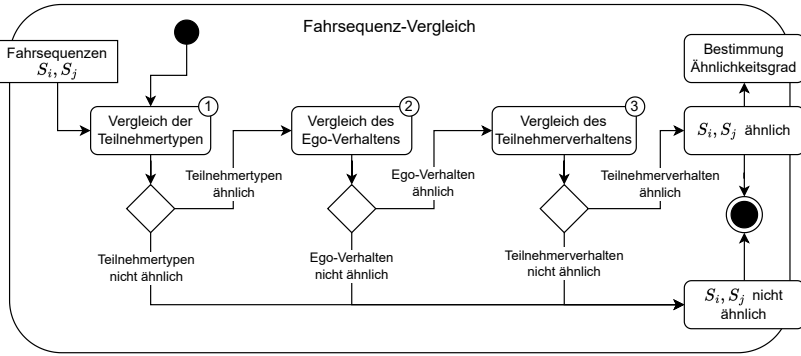 Fahrsequenz-Vergleich
Fahrsequenzen
S_i, S_j
Bestimmung
Ähnlichkeitsgrad
1
Vergleich der
Teilnehmertypen
2
Vergleich des
Ego-Verhaltens
3
Vergleich des
Teilnehmerverhaltens
S_i, S_j ähnlich
Teilnehmertypen
ähnlich
Ego-Verhalten
ähnlich
Teilnehmerverhalten
ähnlich
Teilnehmertypen
nicht ähnlich
Ego-Verhalten
nicht ähnlich
Teilnehmerverhalten
nicht ähnlich
S_i, S_j nicht
ähnlich